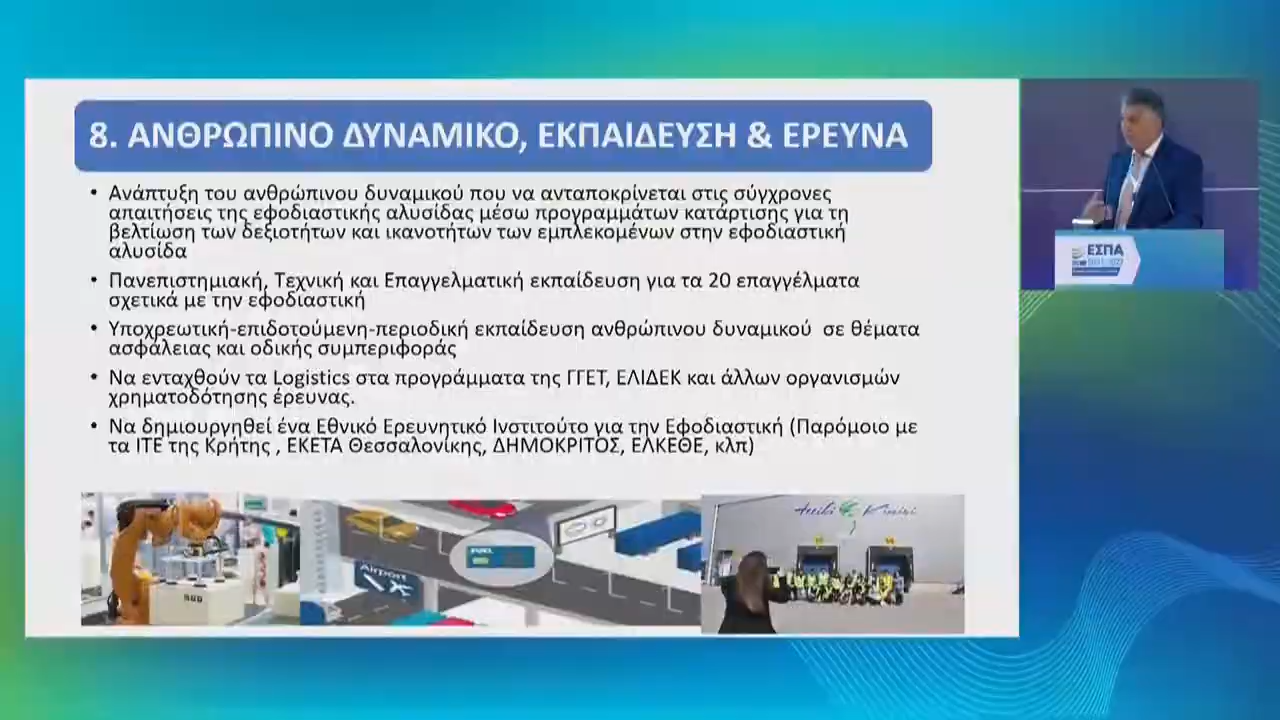 8. ΑΝΘΡΩΠΙΝΟ ΔΥΝΑΜΙΚΟ, ΕΚΠΑΙΔΕΥΣΗ & ΕΡΕΥΝΑ
• Ανάπτυξη του ανθρώπινου δυναμικού που να ανταποκρίνεται στις σύγχρονες
απαιτήσεις της εφοδιαστικής αλυσίδας μέσω προγραμμάτων κατάρτισης για τη
βελτίωση των δεξιοτήτων και ικανοτήτων των εμπλεκομένων στην εφοδιαστική
αλυσίδα
• Πανεπιστημιακή, Τεχνική και Επαγγελματική εκπαίδευση για τα 20 επαγγέλματα
σχετικά με την εφοδιαστική
• Υποχρεωτική-επιδοτούμενη-περιοδική εκπαίδευση ανθρώπινου δυναμικού σε θέματα
ασφάλειας και οδικής συμπεριφοράς
• Να ενταχθούν τα Logistics στα προγράμματα της ΓΓΕΤ, ΕΛΙΔΕΚ και άλλων οργανισμών
χρηματοδότησης έρευνας.
• Να δημιουργηθεί ένα Εθνικό Ερευνητικό Ινστιτούτο για την Εφοδιαστική (Παρόμοιο με
τα ΙΤΕ της Κρήτης , ΕΚΕΤΑ Θεσσαλονίκης, ΔΗΜΟΚΡΙΤΟΣ, ΕΛΚΕΘΕ, κλπ)
ΕΣΠΑ
FUEL
Airport